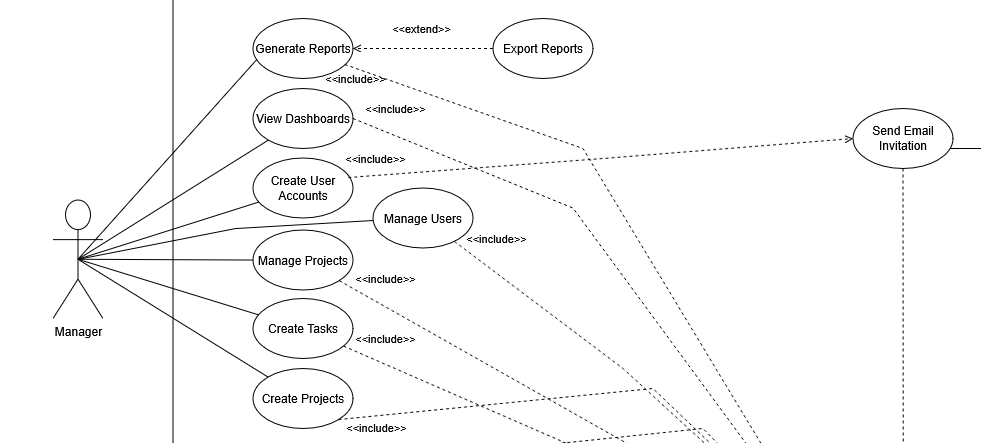 <<extend>>
Generate Reports
Export Reports
<<include>>
View Dashboards
<<include>>
Send Email
Invitation
<<include>>
Create User
Accounts
Manage Users
<<include>>
Manage Projects
<<include>>
Create Tasks
Manager
<<include>>
Create Projects
<<include>>